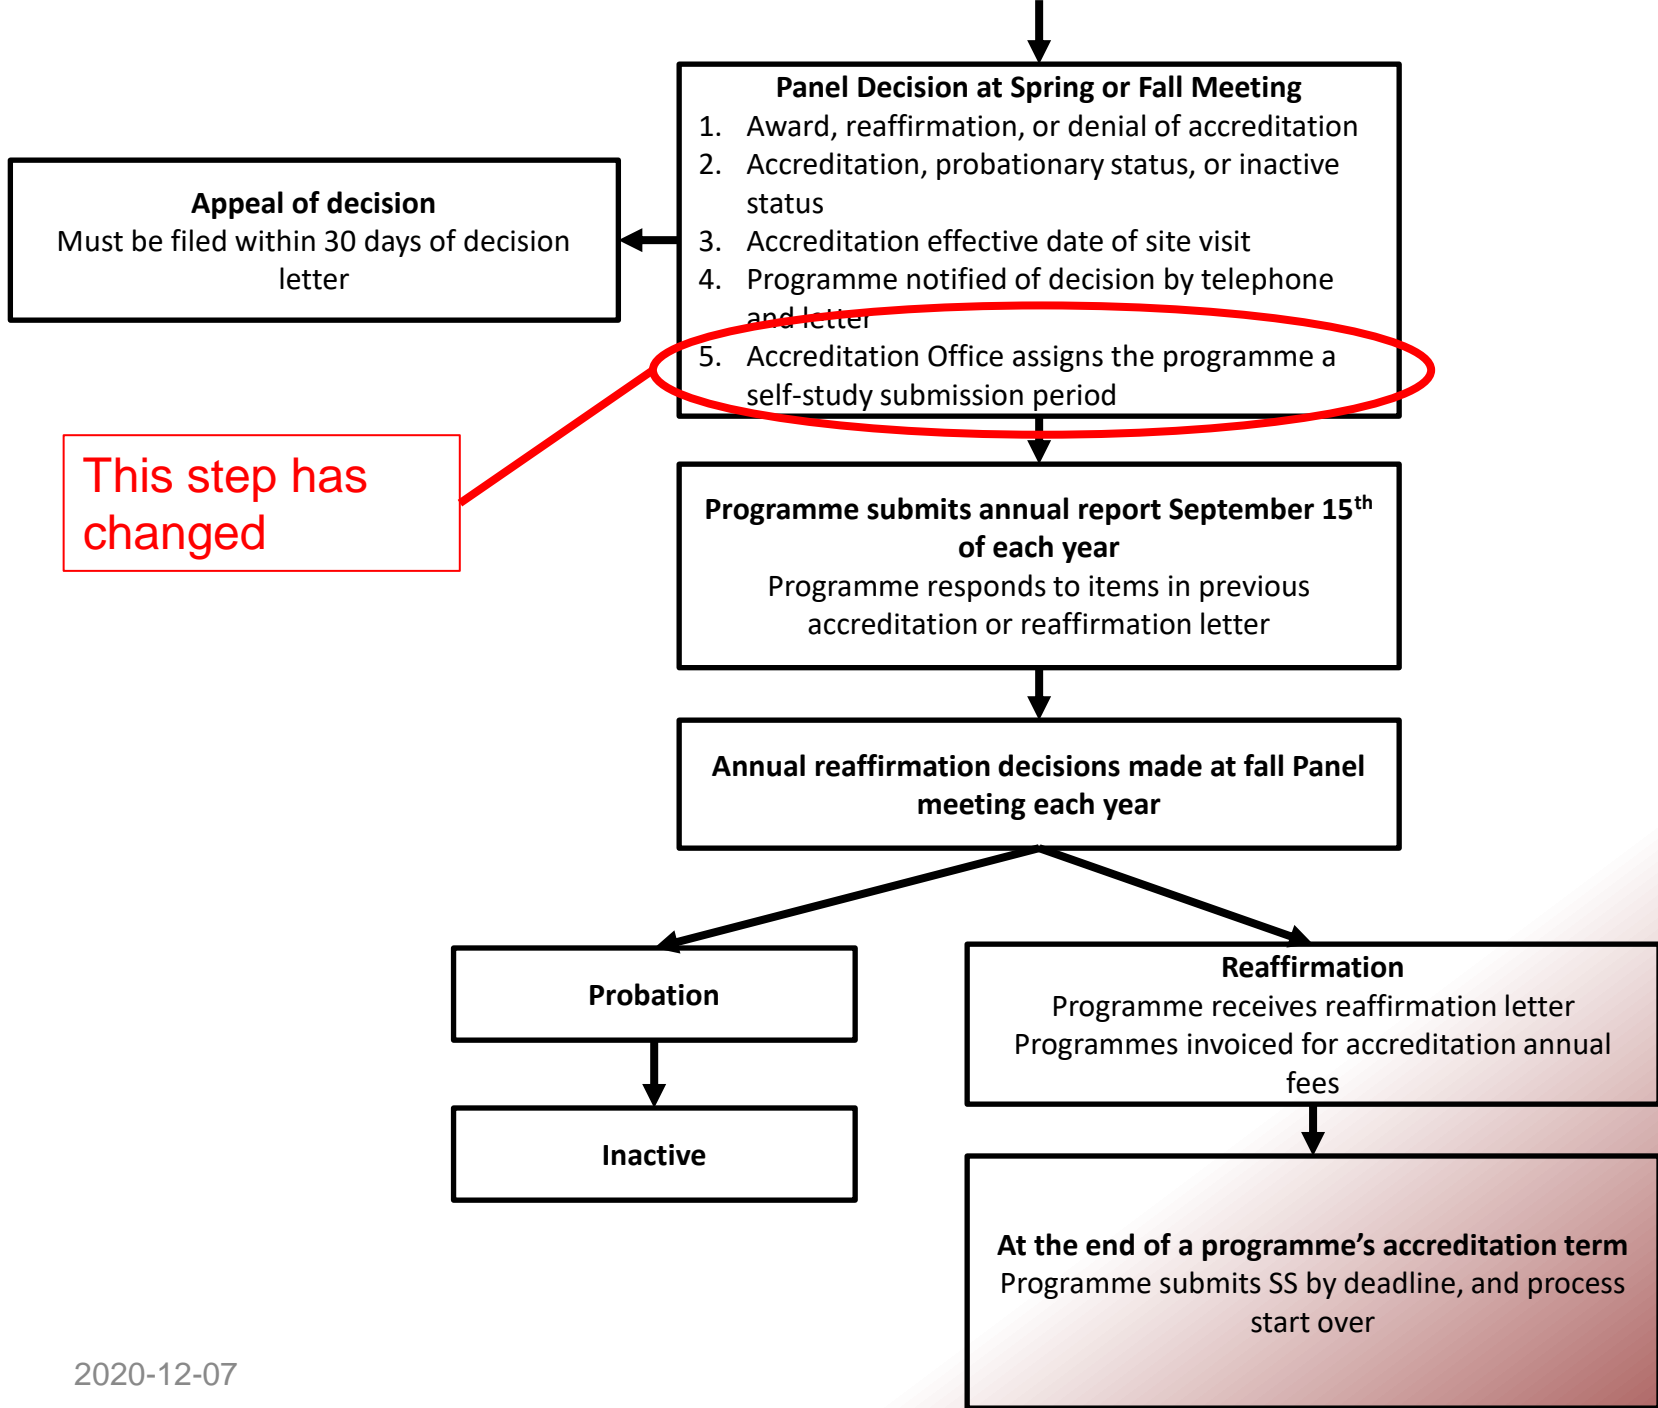 Panel Decision at Spring or Fall Meeting
1. Award, reaffirmation, or denial of accreditation
2. Accreditation, probationary status, or inactive
status
3. Accreditation effective date of site visit
4. Programme notified of decision by telephone
and letter
5. Accreditation Office assigns the programme a
self-study submission period
Appeal of decision
Must be filed within 30 days of decision
letter
This step has
changed
Programme submits annual report September 15th
of each year
Programme responds to items in previous
accreditation or reaffirmation letter
Annual reaffirmation decisions made at fall Panel
meeting each year
Probation
Inactive
Reaffirmation
Programme receives reaffirmation letter
Programmes invoiced for accreditation annual
fees
At the end of a programme’s accreditation term
Programme submits SS by deadline, and process
start over
2020-12-07